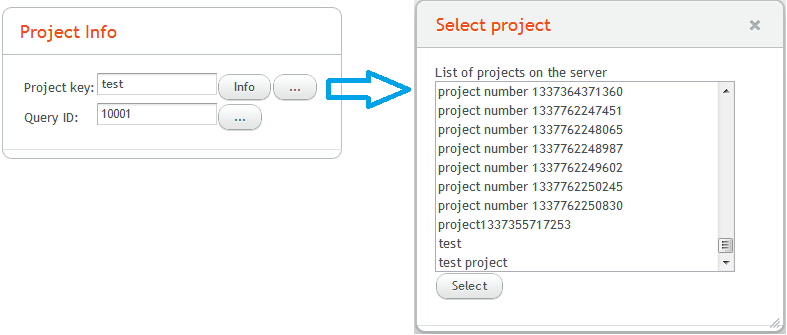 Project Info
Project key: test Info ...
Query ID: 10001 ...
Select project
List of projects on the server
project number 1337364371360
project number 1337762247451
project number 1337762248065
project number 1337762248987
project number 1337762249602
project number 1337762250245
project number 1337762250830
project1337355717253
test
test project
Select